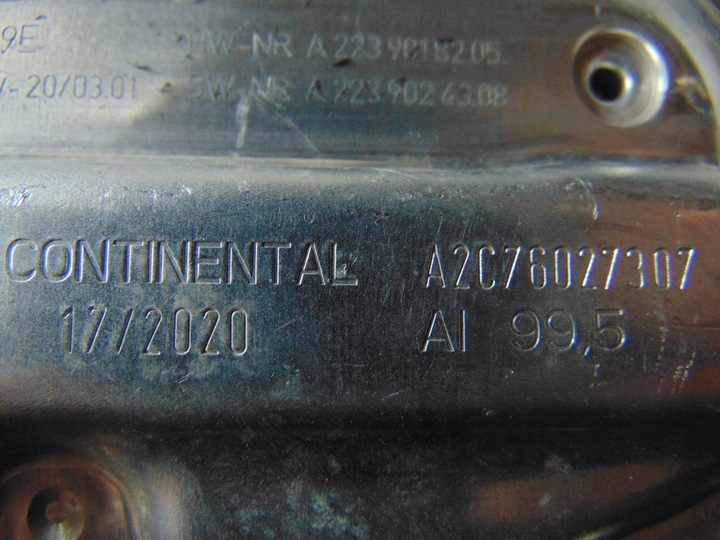 9E HW-NR A 223 901 82 05
- 20/03.01 SW-NR A 223 902 43 08
CONTINENTAL A2C76027307
17/2020 Al 99,5